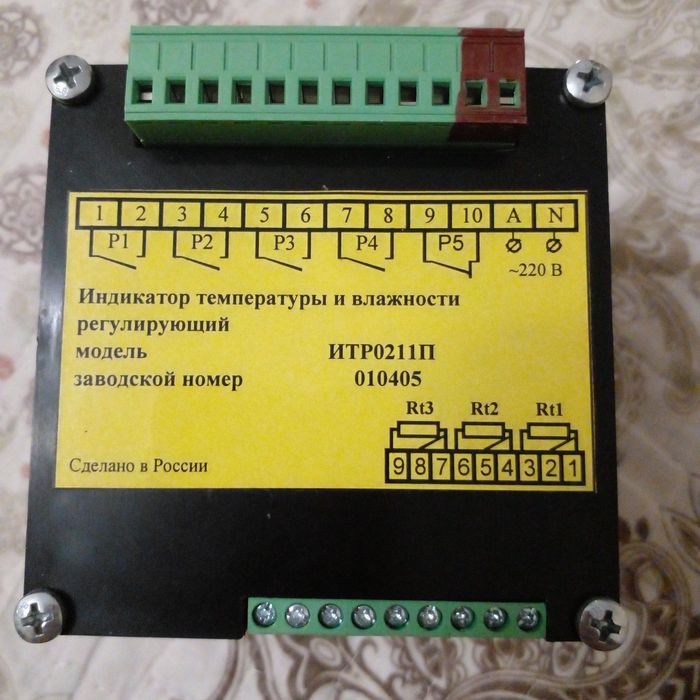 1 2 3 4 5 6 7 8 9 10 A N
P1 P2 P3 P4 P5
~220 В
Индикатор температуры и влажности
регулирующий
модель ИТР0211П
заводской номер 010405
Rt3 Rt2 Rt1
9 8 7 6 5 4 3 2 1
Сделано в России